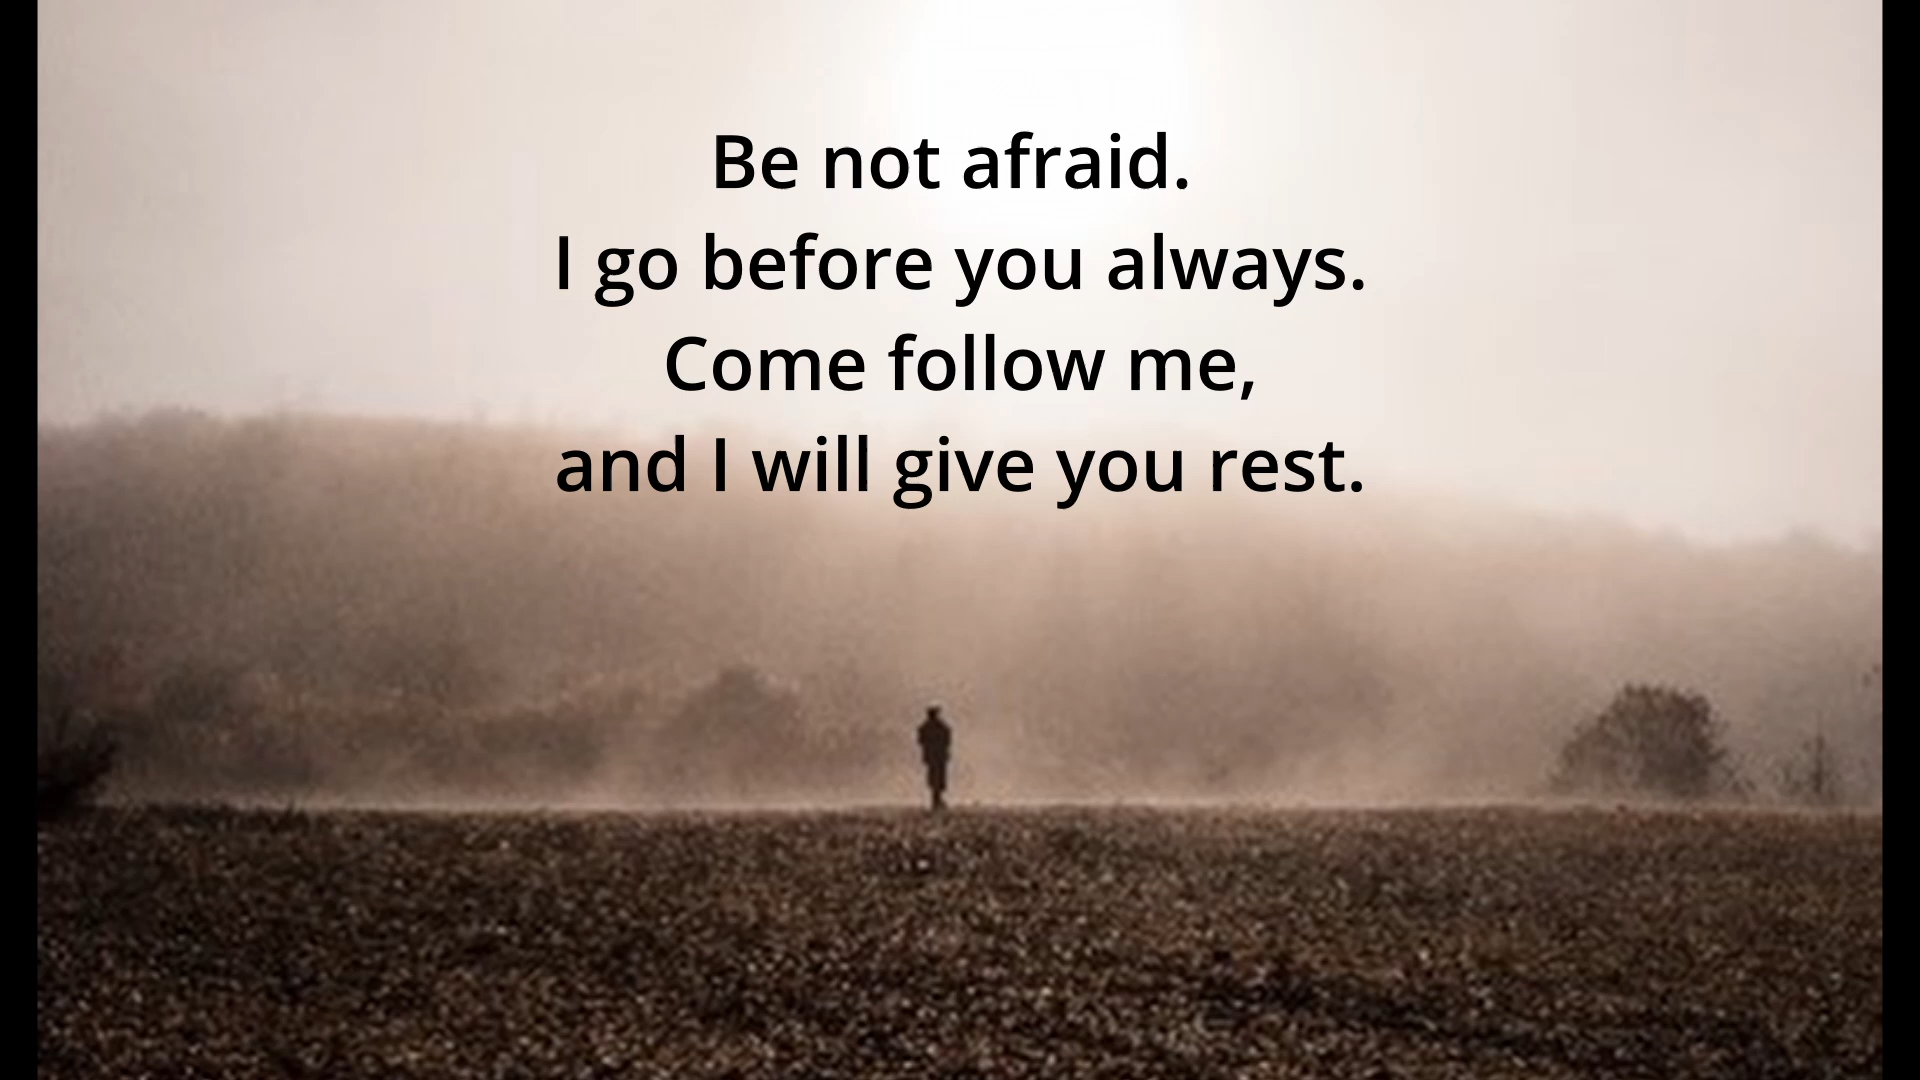 Be not afraid.
I go before you always.
Come follow me,
and I will give you rest.